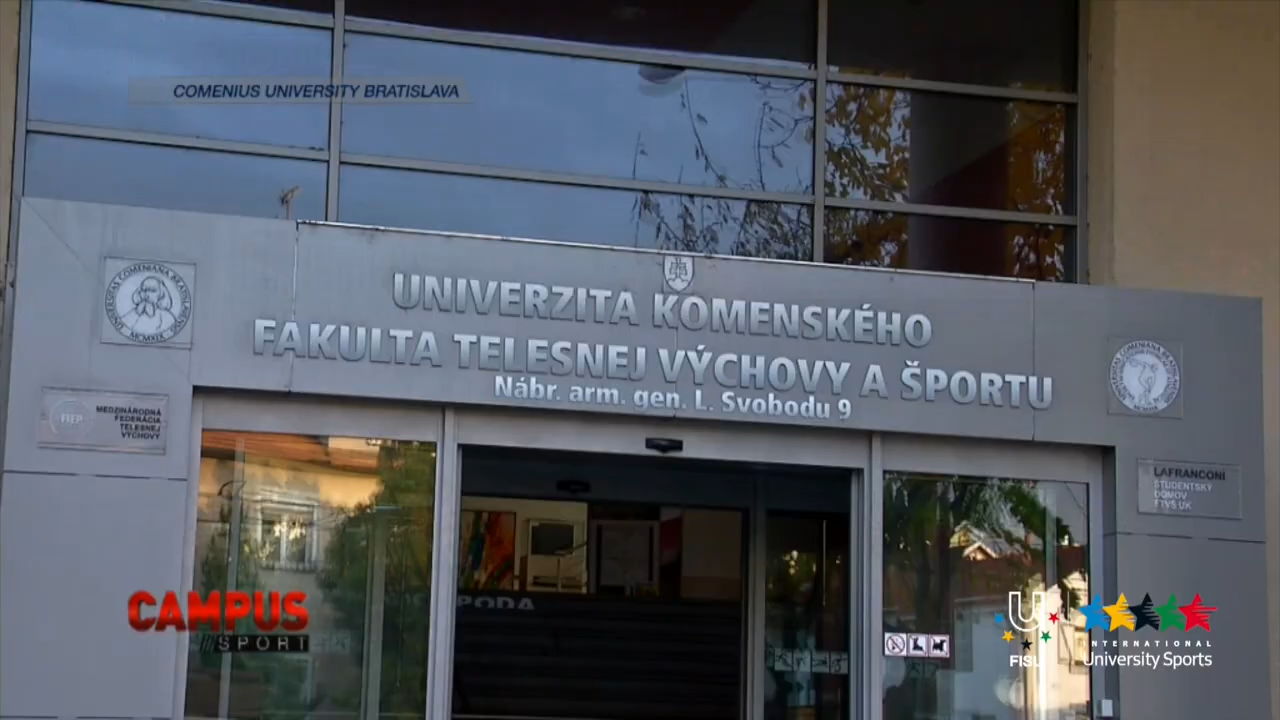 COMENIUS UNIVERSITY BRATISLAVA
UNIVERZITA KOMENSKÉHO
FAKULTA TELESNEJ VÝCHOVY A ŠPORTU
Nábr. arm. gen. L. Svobodu 9
FIEP
MEDZINÁRODNÁ
FEDERÁCIA
TELESNEJ
VÝCHOVY
LAFRANCONI
ŠTUDENTSKÝ
DOMOV
FTVŠ UK
CAMPUS
SPORT
FISU
INTERNATIONAL
University Sports